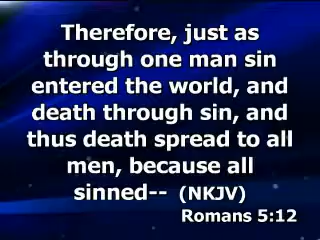 Therefore, just as
through one man sin
entered the world, and
death through sin, and
thus death spread to all
men, because all
sinned-- (NKJV)
Romans 5:12